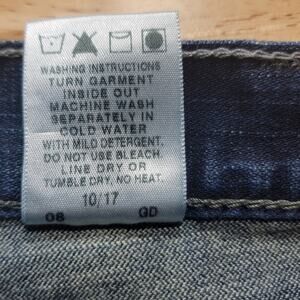 WASHING INSTRUCTIONS
TURN GARMENT
INSIDE OUT
MACHINE WASH
SEPARATELY IN
COLD WATER
WITH MILD DETERGENT.
DO NOT USE BLEACH.
LINE DRY OR
TUMBLE DRY, NO HEAT.
10/17
08 GD